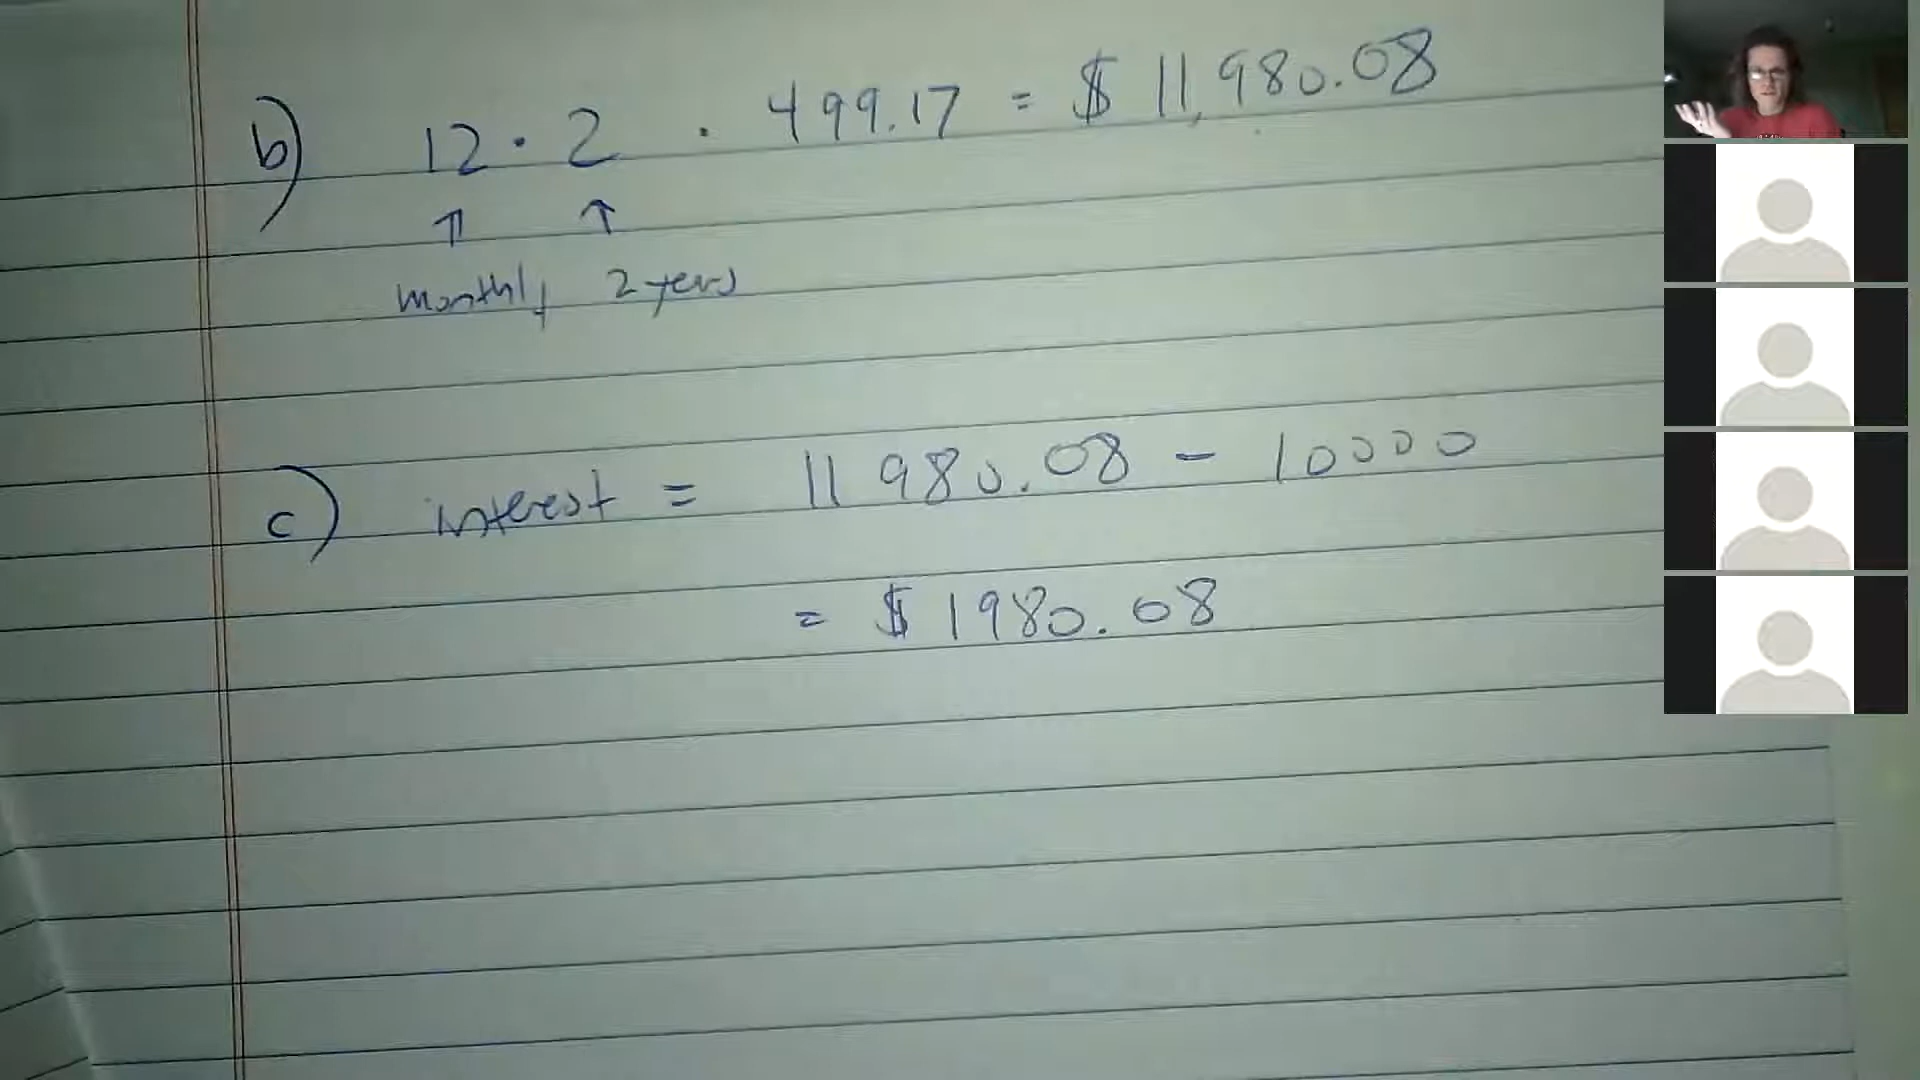 b) 12 · 2 · 499.17 = $ 11,980.08
↑ ↑
monthly 2 years
c) interest = 11 980.08 - 10000
= $ 1980.08